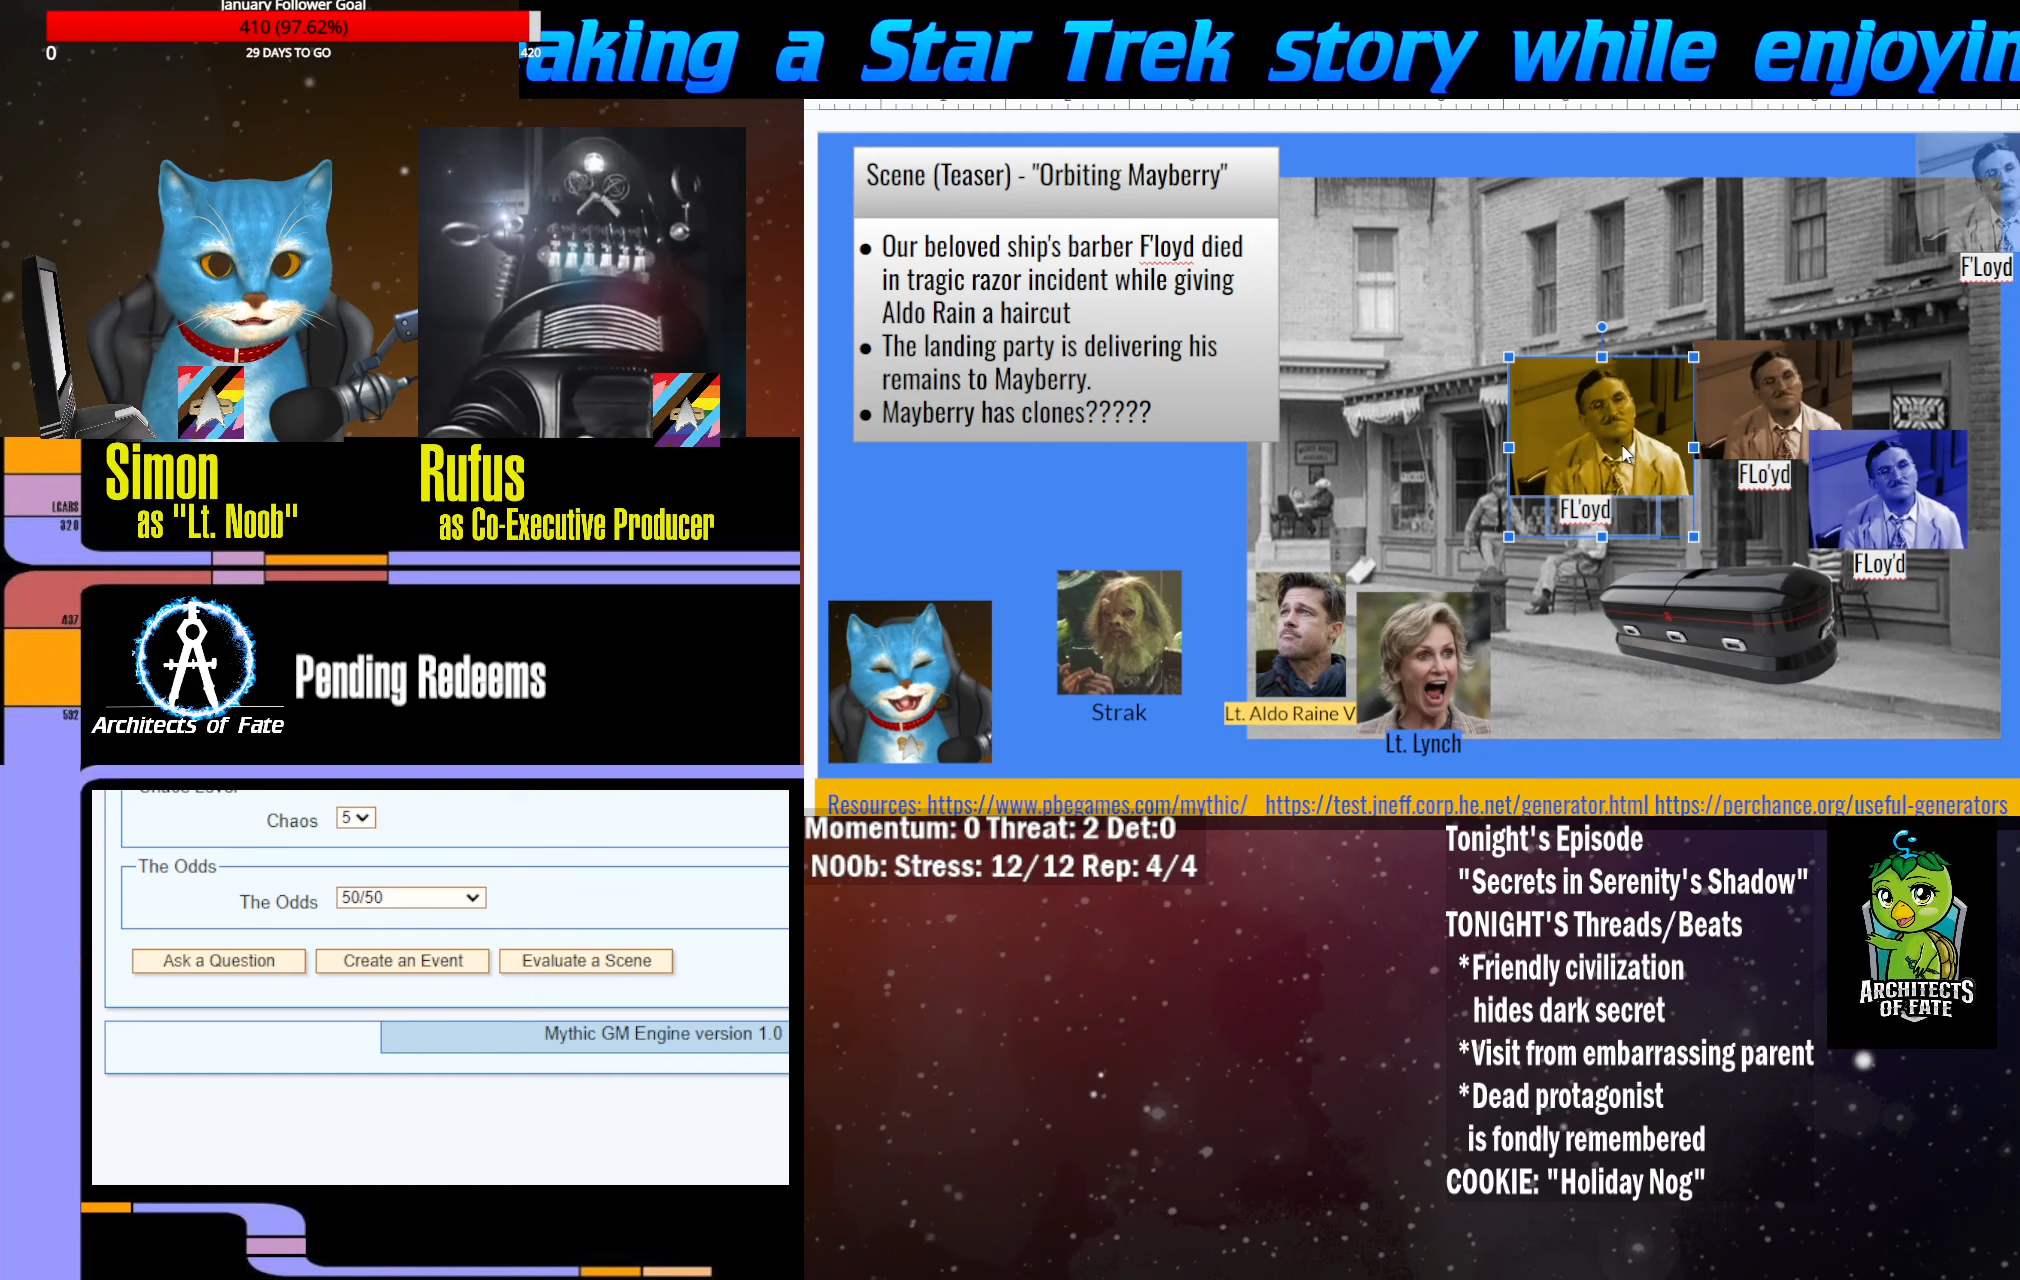 January Follower Goal
410 (97.62%)
0
29 DAYS TO GO
420
aking a Star Trek story while enjoyin
Scene (Teaser) - "Orbiting Mayberry"
● Our beloved ship's barber F'loyd died
in tragic razor incident while giving
Aldo Rain a haircut
● The landing party is delivering his
remains to Mayberry.
● Mayberry has clones?????
F'Loyd
FL'oyd
FLo'yd
FLoy'd
Strak
Lt. Aldo Raine V
Lt. Lynch
Simon
as "Lt. Noob"
Rufus
as Co-Executive Producer
LCARS
320
437
592
Pending Redeems
Architects of Fate
Chaos Level
Chaos
5
The Odds
The Odds
50/50
Ask a Question
Create an Event
Evaluate a Scene
Mythic GM Engine version 1.0
Resources: https://www.pbegames.com/mythic/ https://test.jneff.corp.he.net/generator.html https://perchance.org/useful-generators
Momentum: 0 Threat: 2 Det:0
N00b: Stress: 12/12 Rep: 4/4
Tonight's Episode
"Secrets in Serenity's Shadow"
TONIGHT'S Threads/Beats
*Friendly civilization
hides dark secret
*Visit from embarrassing parent
*Dead protagonist
is fondly remembered
COOKIE: "Holiday Nog"
ARCHITECTS
OF FATE